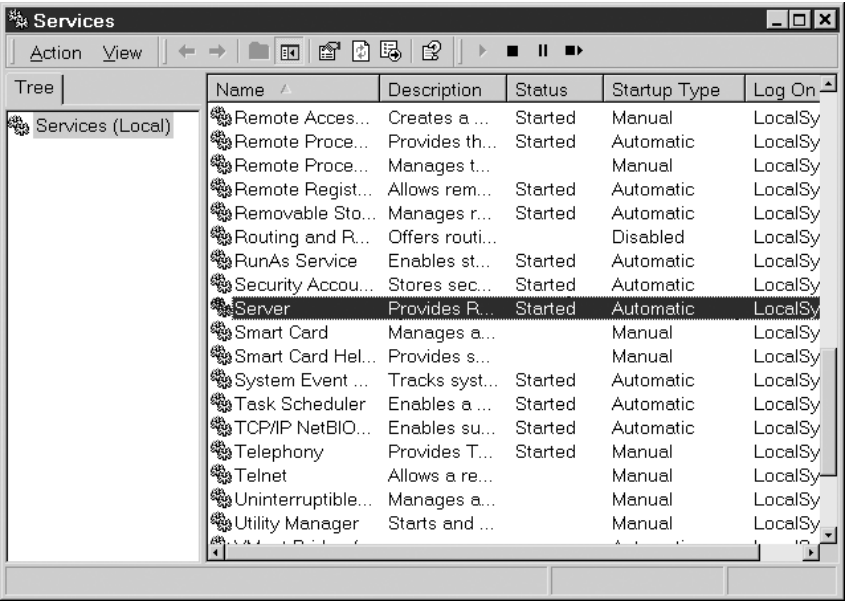 Services
Action View
Tree
Name Description Status Startup Type Log On
Services (Local)
Remote Acces... Creates a ... Started Manual LocalSy
Remote Proce... Provides th... Started Automatic LocalSy
Remote Proce... Manages t... Manual LocalSy
Remote Regist... Allows rem... Started Automatic LocalSy
Removable Sto... Manages r... Started Automatic LocalSy
Routing and R... Offers routi... Disabled LocalSy
RunAs Service Enables st... Started Automatic LocalSy
Security Accou... Stores sec... Started Automatic LocalSy
Server Provides R... Started Automatic LocalSy
Smart Card Manages a... Manual LocalSy
Smart Card Hel... Provides s... Manual LocalSy
System Event ... Tracks syst... Started Automatic LocalSy
Task Scheduler Enables a ... Started Automatic LocalSy
TCP/IP NetBIO... Enables su... Started Automatic LocalSy
Telephony Provides T... Started Manual LocalSy
Telnet Allows a re... Manual LocalSy
Uninterruptible... Manages a... Manual LocalSy
Utility Manager Starts and ... Manual LocalSy